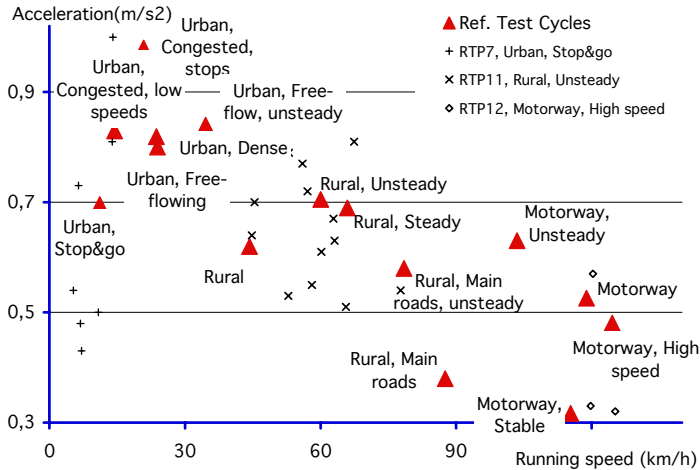 Acceleration(m/s2)
Ref. Test Cycles
RTP7, Urban, Stop&go
RTP11, Rural, Unsteady
RTP12, Motorway, High speed
Urban,
Congested,
stops
Urban,
Congested, low
speeds
Urban, Free-
flow, unsteady
0,9
Urban, Dense
Urban, Free-
flowing
Rural, Unsteady
0,7
Rural, Steady
Motorway,
Unsteady
Urban,
Stop&go
Rural
Rural, Main
roads, unsteady
Motorway
0,5
Motorway, High
speed
Rural, Main
roads
Motorway,
Stable
0,3
0
30
60
90
Running speed (km/h)